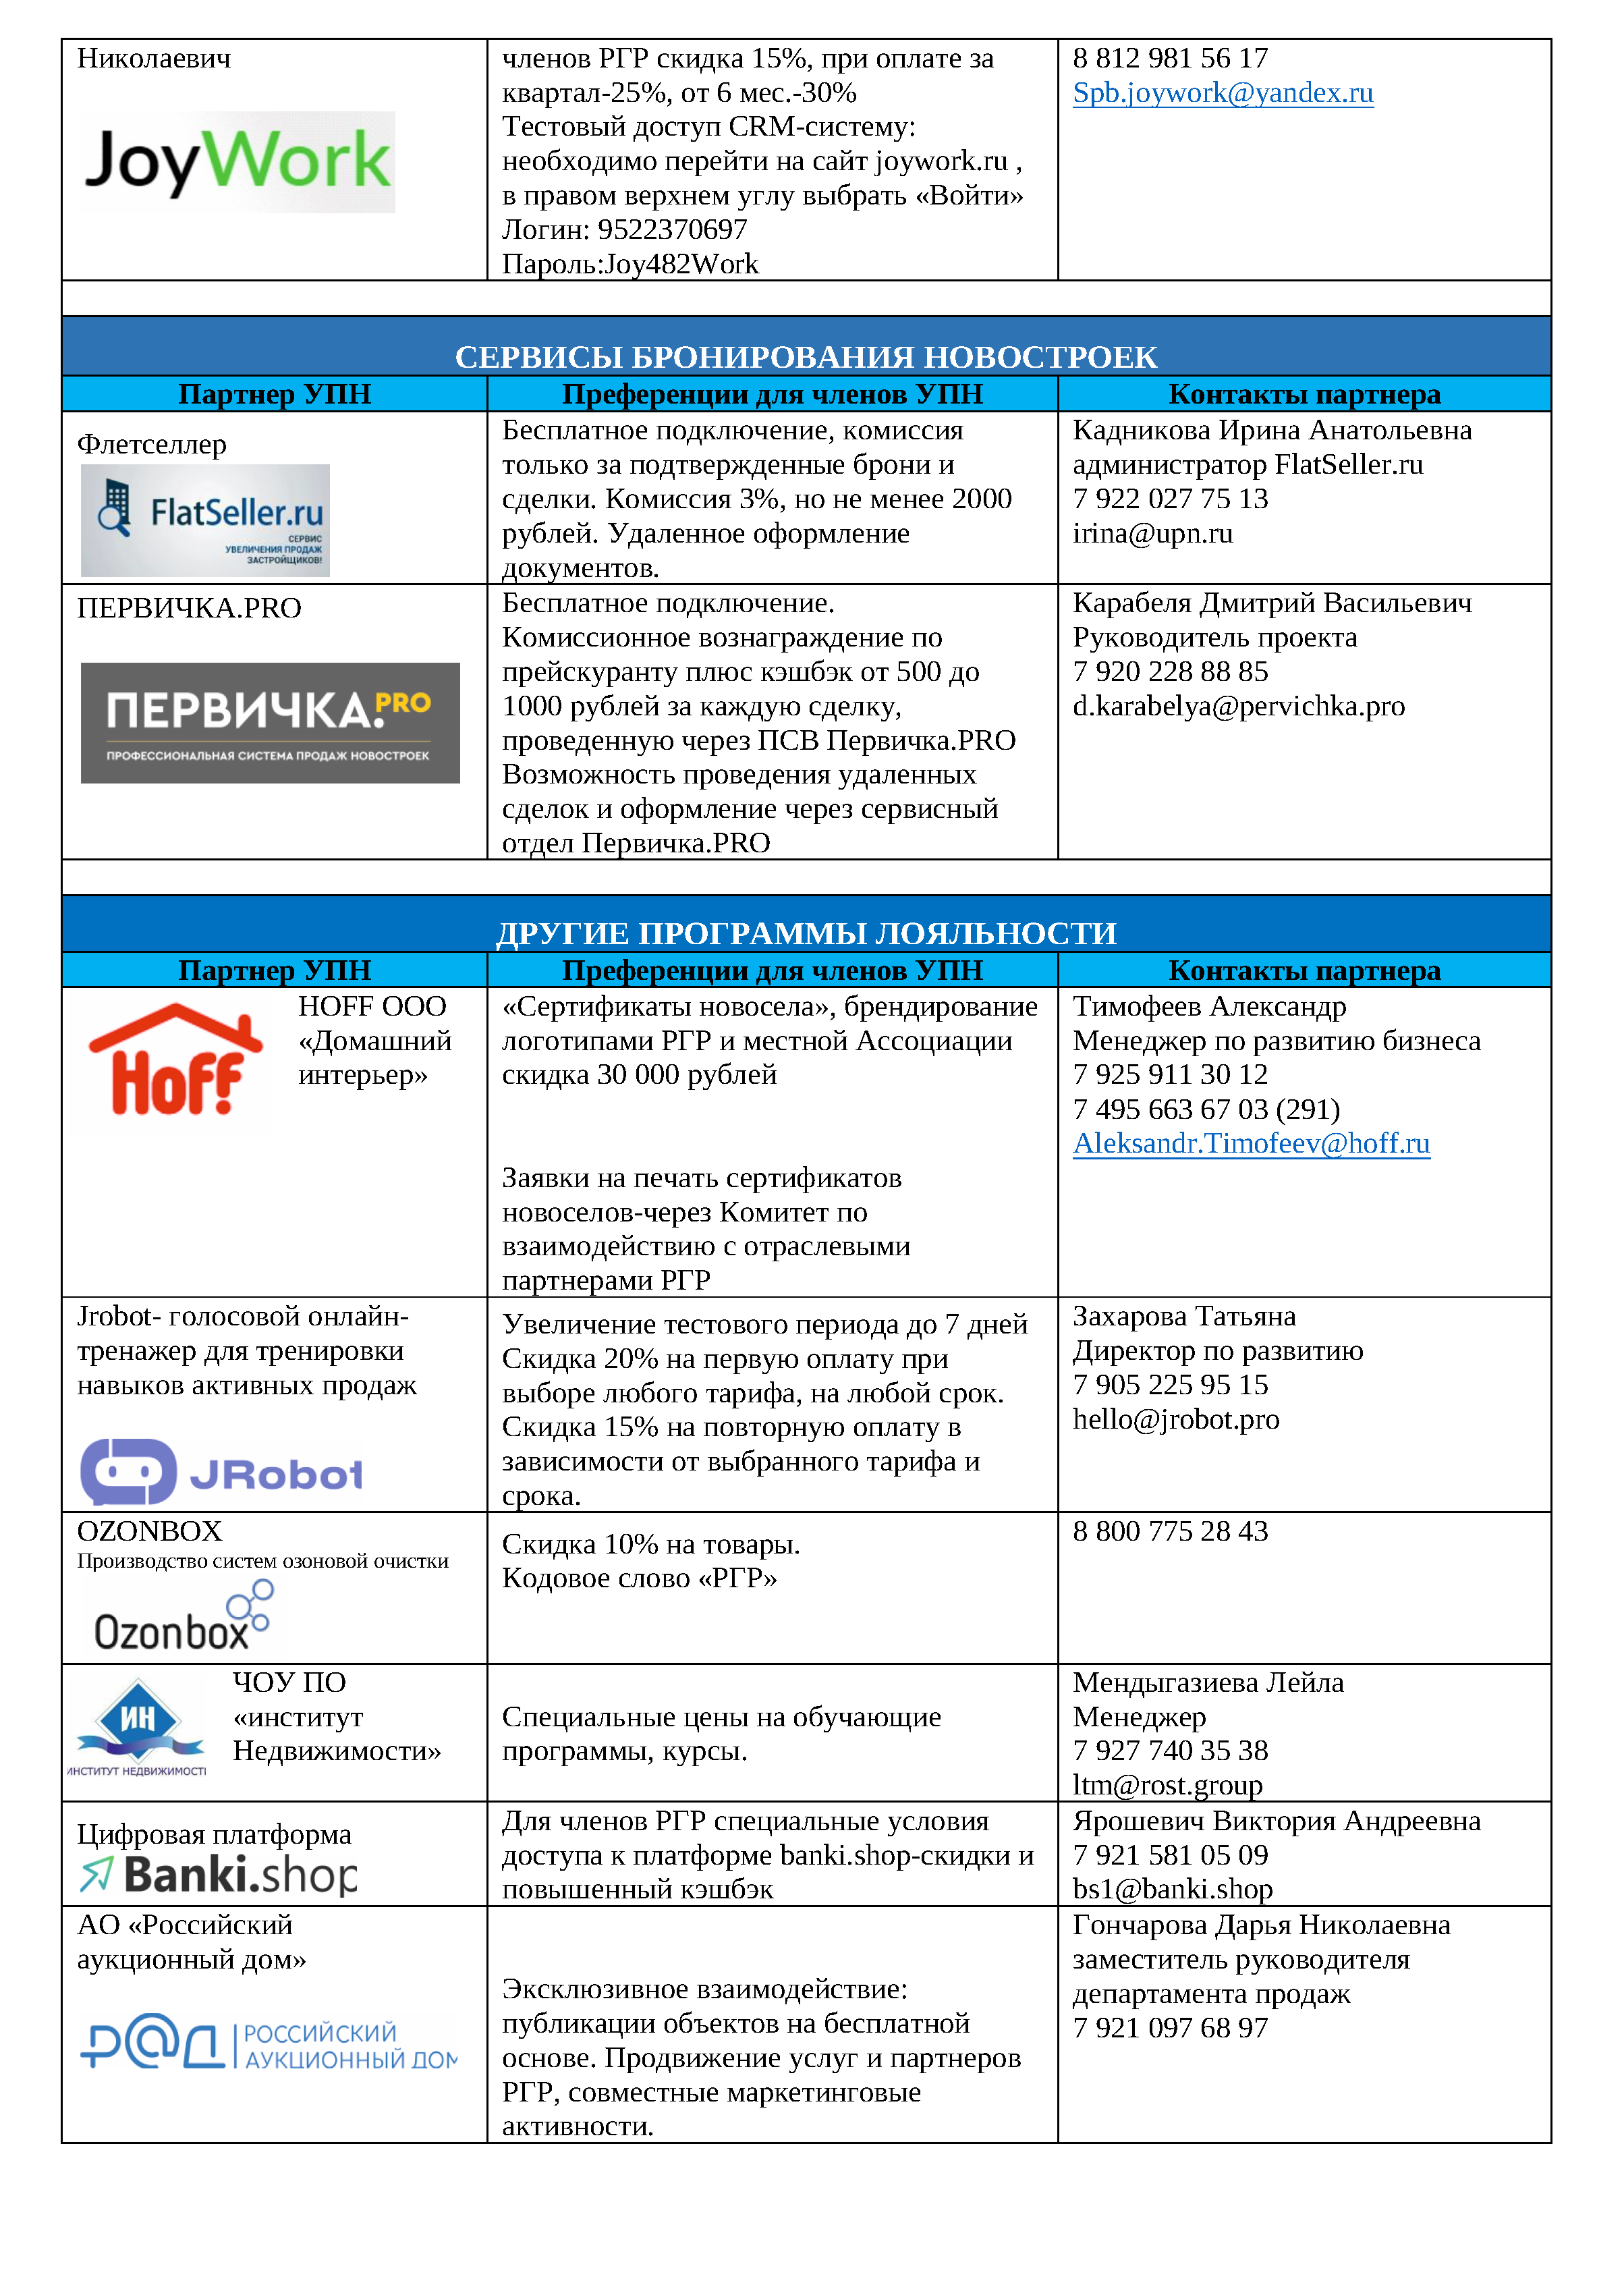 Николаевич
JoyWork
членов РГР скидка 15%, при оплате за
квартал-25%, от 6 мес.-30%
Тестовый доступ CRM-систему:
необходимо перейти на сайт joywork.ru ,
в правом верхнем углу выбрать «Войти»
Логин: 9522370697
Пароль:Joy482Work
8 812 981 56 17
Spb.joywork@yandex.ru
СЕРВИСЫ БРОНИРОВАНИЯ НОВОСТРОЕК
Партнер УПН
Преференции для членов УПН
Контакты партнера
Флетселлер
FlatSeller.ru
СЕРВИС
УВЕЛИЧЕНИЯ ПРОДАЖ
ЗАСТРОЙЩИКОВ!
Бесплатное подключение, комиссия
только за подтвержденные брони и
сделки. Комиссия 3%, но не менее 2000
рублей. Удаленное оформление
документов.
Кадникова Ирина Анатольевна
администратор FlatSeller.ru
7 922 027 75 13
irina@upn.ru
ПЕРВИЧКА.PRO
ПЕРВИЧКА.PRO
ПРОФЕССИОНАЛЬНАЯ СИСТЕМА ПРОДАЖ НОВОСТРОЕК
Бесплатное подключение.
Комиссионное вознаграждение по
прейскуранту плюс кэшбэк от 500 до
1000 рублей за каждую сделку,
проведенную через ПСВ Первичка.PRO
Возможность проведения удаленных
сделок и оформление через сервисный
отдел Первичка.PRO
Карабеля Дмитрий Васильевич
Руководитель проекта
7 920 228 88 85
d.karabelya@pervichka.pro
ДРУГИЕ ПРОГРАММЫ ЛОЯЛЬНОСТИ
Партнер УПН
Преференции для членов УПН
Контакты партнера
Hoff
HOFF ООО
«Домашний
интерьер»
«Сертификаты новосела», брендирование
логотипами РГР и местной Ассоциации
скидка 30 000 рублей
Заявки на печать сертификатов
новоселов-через Комитет по
взаимодействию с отраслевыми
партнерами РГР
Тимофеев Александр
Менеджер по развитию бизнеса
7 925 911 30 12
7 495 663 67 03 (291)
Aleksandr.Timofeev@hoff.ru
Jrobot- голосовой онлайн-
тренажер для тренировки
навыков активных продаж
JRobot
Увеличение тестового периода до 7 дней
Скидка 20% на первую оплату при
выборе любого тарифа, на любой срок.
Скидка 15% на повторную оплату в
зависимости от выбранного тарифа и
срока.
Захарова Татьяна
Директор по развитию
7 905 225 95 15
hello@jrobot.pro
OZONBOX
Производство систем озоновой очистки
Ozonbox
Скидка 10% на товары.
Кодовое слово «РГР»
8 800 775 28 43
ИН
ИНСТИТУТ НЕДВИЖИМОСТИ
ЧОУ ПО
«институт
Недвижимости»
Специальные цены на обучающие
программы, курсы.
Мендыгазиева Лейла
Менеджер
7 927 740 35 38
ltm@rost.group
Цифровая платформа
Banki.shop
Для членов РГР специальные условия
доступа к платформе banki.shop-скидки и
повышенный кэшбэк
Ярошевич Виктория Андреевна
7 921 581 05 09
bs1@banki.shop
АО «Российский
аукционный дом»
р@д
РОССИЙСКИЙ
АУКЦИОННЫЙ ДОМ
Эксклюзивное взаимодействие:
публикации объектов на бесплатной
основе. Продвижение услуг и партнеров
РГР, совместные маркетинговые
активности.
Гончарова Дарья Николаевна
заместитель руководителя
департамента продаж
7 921 097 68 97